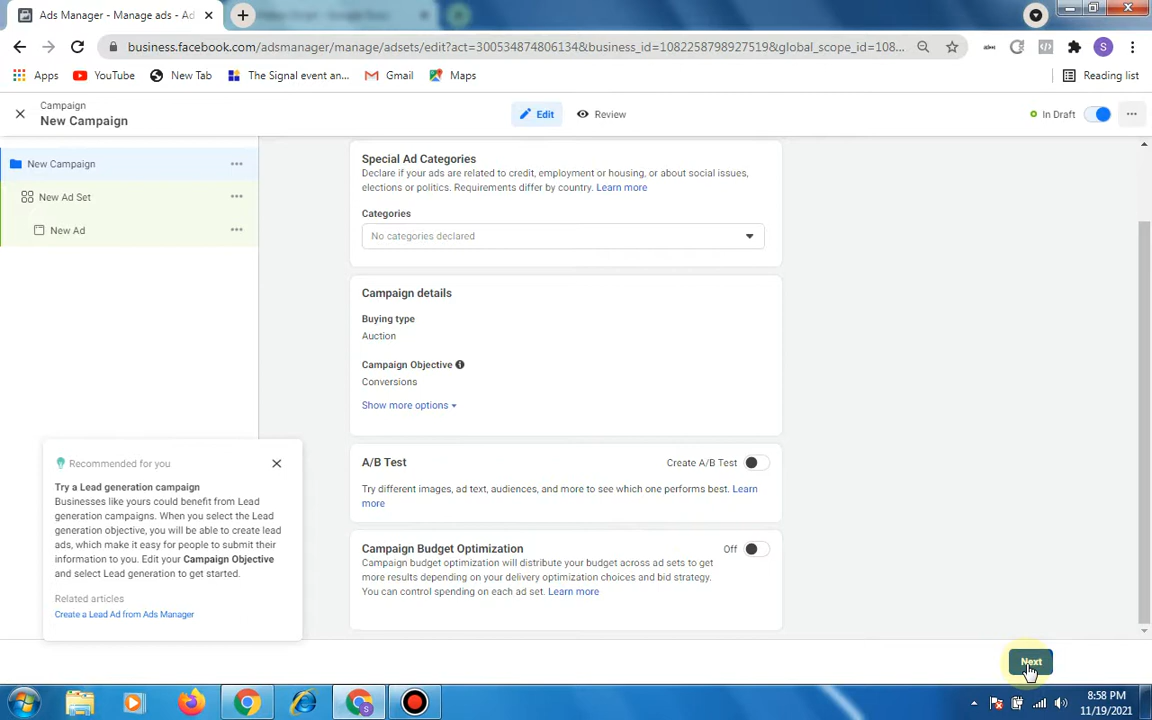 Ads Manager - Manage ads - Ad
business.facebook.com/adsmanager/manage/adsets/edit?act=300534874806134&business_id=1082258798927519&global_scope_id=108...
Apps
YouTube
New Tab
The Signal event an...
Gmail
Maps
Reading list
Campaign
New Campaign
Edit
Review
In Draft
New Campaign
New Ad Set
New Ad
Special Ad Categories
Declare if your ads are related to credit, employment or housing, or about social issues,
elections or politics. Requirements differ by country. Learn more
Categories
No categories declared
Campaign details
Buying type
Auction
Campaign Objective
Conversions
Show more options
A/B Test
Create A/B Test
Try different images, ad text, audiences, and more to see which one performs best. Learn
more
Campaign Budget Optimization
Off
Campaign budget optimization will distribute your budget across ad sets to get
more results depending on your delivery optimization choices and bid strategy.
You can control spending on each ad set. Learn more
Recommended for you
Try a Lead generation campaign
Businesses like yours could benefit from Lead
generation campaigns. When you select the Lead
generation objective, you will be able to create lead
ads, which make it easy for people to submit their
information to you. Edit your Campaign Objective
and select Lead generation to get started.
Related articles
Create a Lead Ad from Ads Manager
Next
8:58 PM
11/19/2021